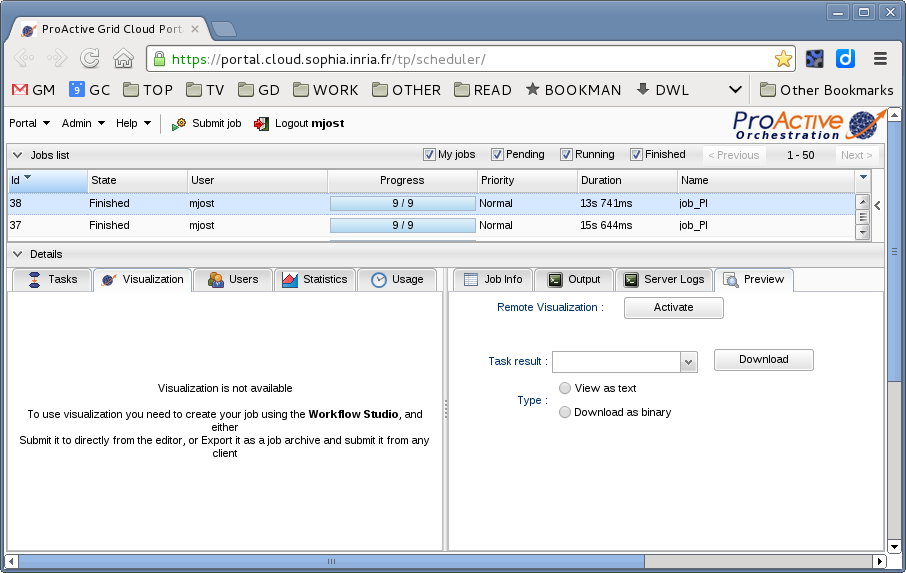 ProActive Grid Cloud Port
https://portal.cloud.sophia.inria.fr/tp/scheduler/
GM 9 GC TOP TV GD WORK OTHER READ BOOKMAN DWL Other Bookmarks
Portal Admin Help Submit job Logout mjost
ProActive
Orchestration
Jobs list My jobs Pending Running Finished < Previous 1 - 50 Next >
Id State User Progress Priority Duration Name
38 Finished mjost 9 / 9 Normal 13s 741ms job_PI
37 Finished mjost 9 / 9 Normal 15s 644ms job_PI
Details
Tasks Visualization Users Statistics Usage Job Info Output Server Logs Preview
Remote Visualization : Activate
Task result : Download
Visualization is not available
Type : View as text
Download as binary
To use visualization you need to create your job using the Workflow Studio, and
either
Submit it to directly from the editor, or Export it as a job archive and submit it from any
client